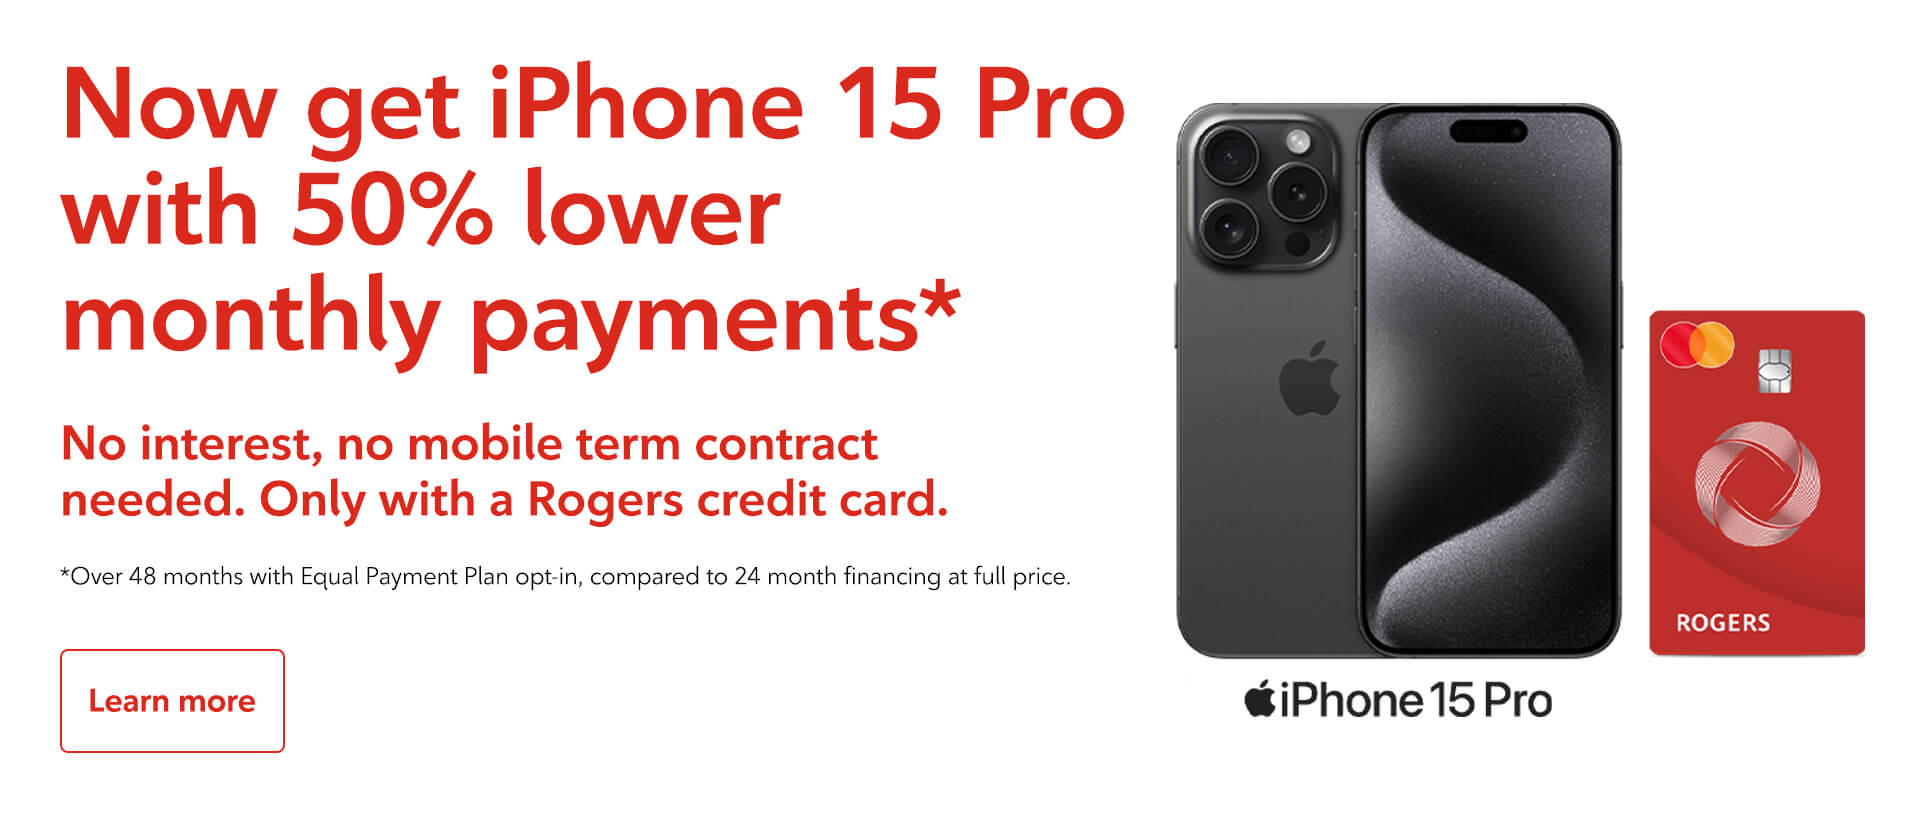 Now get iPhone 15 Pro
with 50% lower
monthly payments*
No interest, no mobile term contract
needed. Only with a Rogers credit card.
*Over 48 months with Equal Payment Plan opt-in, compared to 24 month financing at full price.
Learn more
ROGERS
iPhone 15 Pro